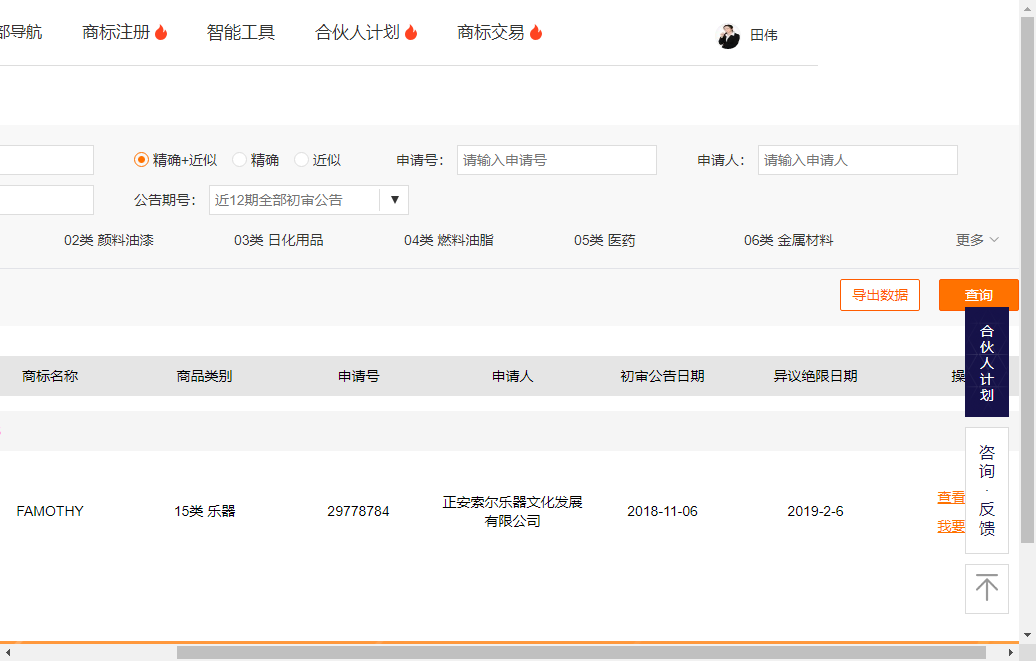 部导航 商标注册 智能工具 合伙人计划 商标交易 田伟
精确+近似 精确 近似 申请号： 请输入申请号 申请人： 请输入申请人
公告期号： 近12期全部初审公告 ▼
02类 颜料油漆 03类 日化用品 04类 燃料油脂 05类 医药 06类 金属材料 更多
导出数据 查询
合伙人计划
商标名称 商品类别 申请号 申请人 初审公告日期 异议绝限日期 操
咨询·反馈
FAMOTHY 15类 乐器 29778784 正安索尔乐器文化发展 2018-11-06 2019-2-6 查看
有限公司
我要